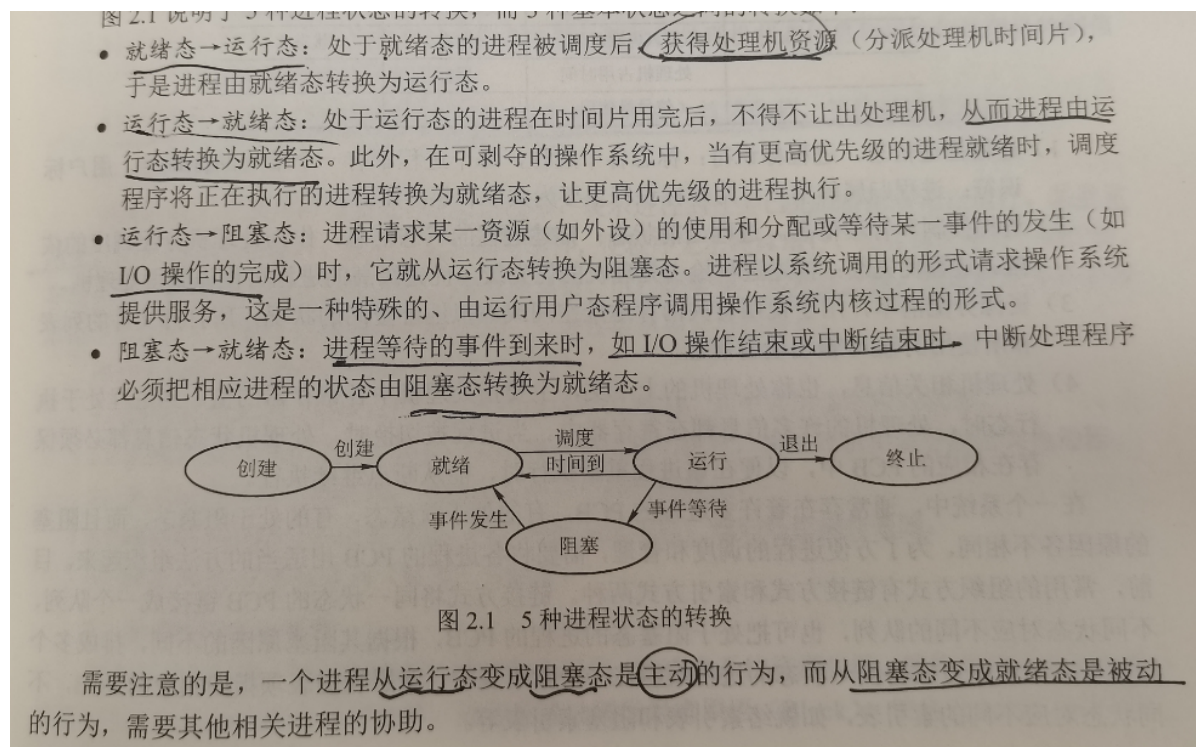 图 2.1 说明了 5 种进程状态的转换，而 3 种基本状态之间的转换如下：
• 就绪态→运行态：处于就绪态的进程被调度后，获得处理机资源（分派处理机时间片），
于是进程由就绪态转换为运行态。
• 运行态→就绪态：处于运行态的进程在时间片用完后，不得不让出处理机，从而进程由运
行态转换为就绪态。此外，在可剥夺的操作系统中，当有更高优先级的进程就绪时，调度
程序将正在执行的进程转换为就绪态，让更高优先级的进程执行。
• 运行态→阻塞态：进程请求某一资源（如外设）的使用和分配或等待某一事件的发生（如
I/O 操作的完成）时，它就从运行态转换为阻塞态。进程以系统调用的形式请求操作系统
提供服务，这是一种特殊的、由运行用户态程序调用操作系统内核过程的形式。
• 阻塞态→就绪态：进程等待的事件到来时，如 I/O 操作结束或中断结束时，中断处理程序
必须把相应进程的状态由阻塞态转换为就绪态。
创建
创建
就绪
调度
时间到
运行
退出
终止
事件发生
事件等待
阻塞
图 2.1 5 种进程状态的转换
需要注意的是，一个进程从运行态变成阻塞态是主动的行为，而从阻塞态变成就绪态是被动
的行为，需要其他相关进程的协助。